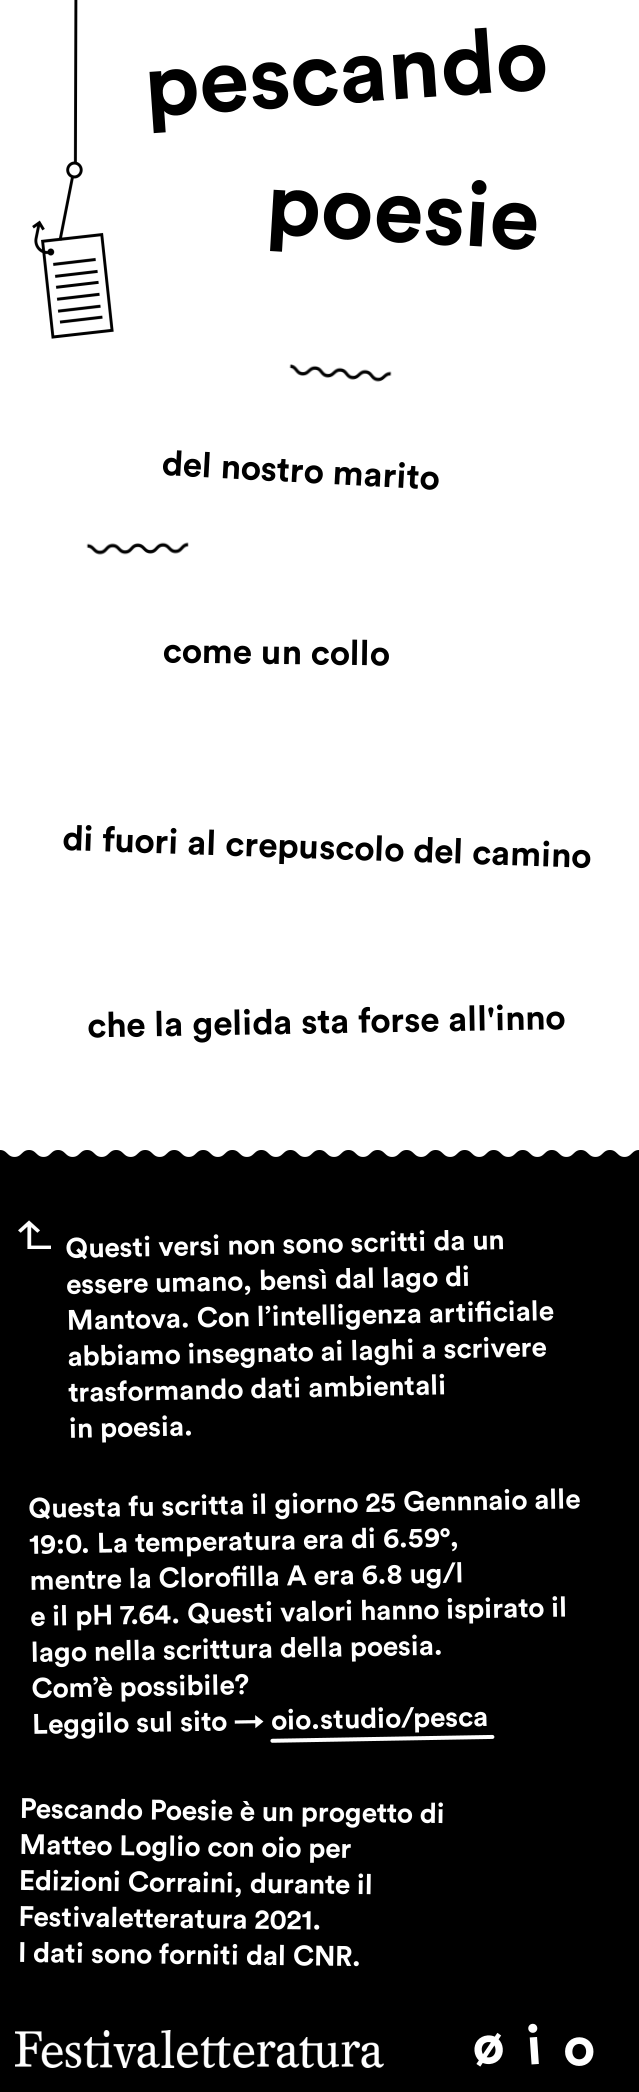 pescando
poesie
del nostro marito
come un collo
di fuori al crepuscolo del camino
che la gelida sta forse all'inno
Questi versi non sono scritti da un
essere umano, bensì dal lago di
Mantova. Con l’intelligenza artificiale
abbiamo insegnato ai laghi a scrivere
trasformando dati ambientali
in poesia.
Questa fu scritta il giorno 25 Gennnaio alle
19:0. La temperatura era di 6.59°,
mentre la Clorofilla A era 6.8 ug/l
e il pH 7.64. Questi valori hanno ispirato il
lago nella scrittura della poesia.
Com’è possibile?
Leggilo sul sito → oio.studio/pesca
Pescando Poesie è un progetto di
Matteo Loglio con oio per
Edizioni Corraini, durante il
Festivaletteratura 2021.
I dati sono forniti dal CNR.
Festivaletteratura ø i o